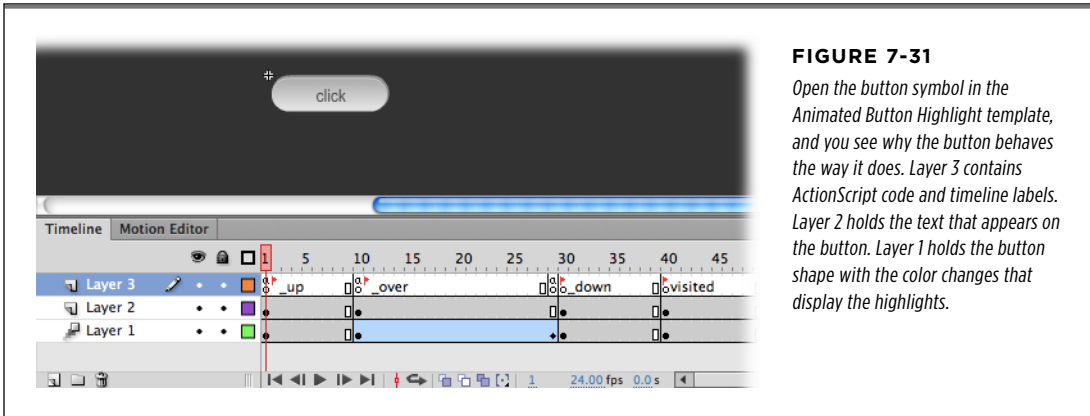 click
FIGURE 7-31
Open the button symbol in the
Animated Button Highlight template,
and you see why the button behaves
the way it does. Layer 3 contains
ActionScript code and timeline labels.
Layer 2 holds the text that appears on
the button. Layer 1 holds the button
shape with the color changes that
display the highlights.
Timeline Motion Editor
1 5 10 15 20 25 30 35 40 45
Layer 3 _up _over _down visited
Layer 2
Layer 1
1 24.00 fps 0.0 s